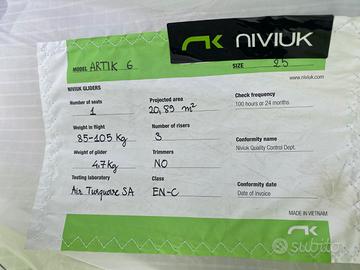 NIVIUK
MODEL ARTIK 6 SIZE 25
NIVIUK GLIDERS www.niviuk.com
Number of seats Projected area Check frequency
1 20,89 m² 100 hours or 24 months
Weight in flight Number of risers
85-105 Kg 3 Conformity name
Weight of glider Trimmers Niviuk Quality Control Dept.
4.7 Kg NO
Testing laboratory Class Conformity date
Air Turquoise SA EN-C Date of invoice
MADE IN VIETNAM
subito